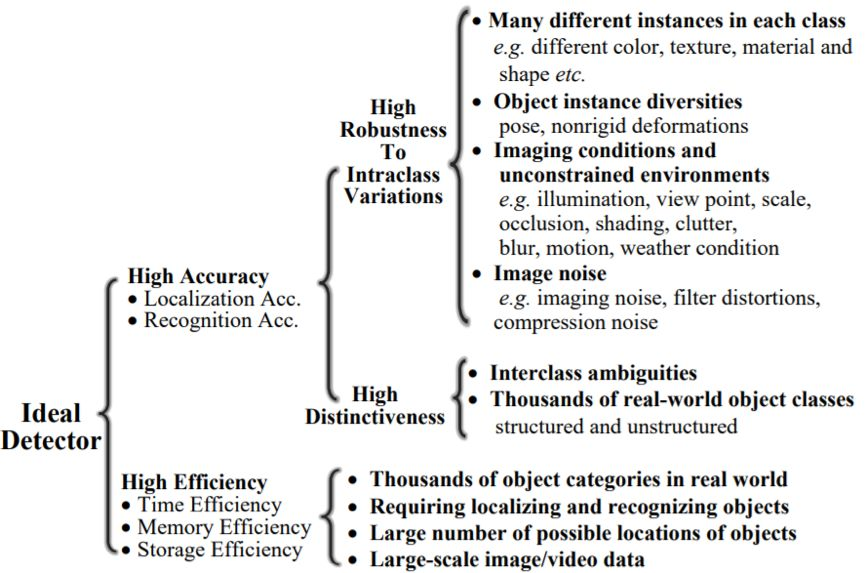 • Many different instances in each class
e.g. different color, texture, material and
shape etc.
• Object instance diversities
pose, nonrigid deformations
• Imaging conditions and
unconstrained environments
e.g. illumination, view point, scale,
occlusion, shading, clutter,
blur, motion, weather condition
• Image noise
e.g. imaging noise, filter distortions,
compression noise
High
Robustness
To
Intraclass
Variations
High Accuracy
• Localization Acc.
• Recognition Acc.
High
Distinctiveness
• Interclass ambiguities
• Thousands of real-world object classes
structured and unstructured
Ideal
Detector
High Efficiency
• Time Efficiency
• Memory Efficiency
• Storage Efficiency
• Thousands of object categories in real world
• Requiring localizing and recognizing objects
• Large number of possible locations of objects
• Large-scale image/video data